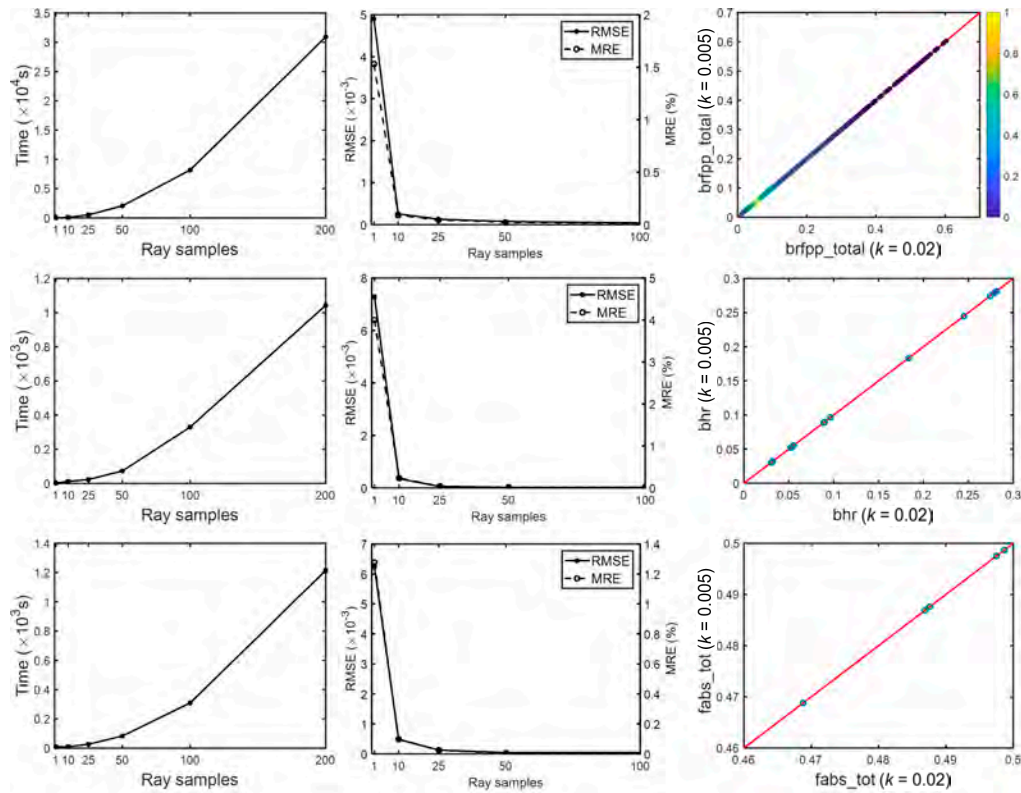 3.5
3
2.5
2
1.5
1
0.5
0
Time (×10⁴s)
1 10 25 50 100 200
Ray samples
5
4
3
2
1
0
RMSE (×10⁻³)
RMSE
MRE
2
1.5
1
0.5
0
MRE (%)
1 10 25 50 100
Ray samples
0.7
0.6
0.5
0.4
0.3
0.2
0.1
0
brfpp_total (k = 0.005)
0 0.2 0.4 0.6
brfpp_total (k = 0.02)
1
0.8
0.6
0.4
0.2
0
1.2
1
0.8
0.6
0.4
0.2
0
Time (×10³s)
1 10 25 50 100 200
Ray samples
8
6
4
2
0
RMSE (×10⁻³)
RMSE
MRE
5
4
3
2
1
0
MRE (%)
1 10 25 50 100
Ray samples
0.3
0.2
0.1
0
bhr (k = 0.005)
0 0.05 0.1 0.15 0.2 0.25 0.3
bhr (k = 0.02)
1.4
1.2
1
0.8
0.6
0.4
0.2
0
Time (×10³s)
1 10 25 50 100 200
Ray samples
7
6
5
4
3
2
1
0
RMSE (×10⁻³)
RMSE
MRE
1.4
1.2
1
0.8
0.6
0.4
0.2
0
MRE (%)
1 10 25 50 100
Ray samples
0.5
0.49
0.48
0.47
0.46
fabs_tot (k = 0.005)
0.46 0.47 0.48 0.49 0.5
fabs_tot (k = 0.02)